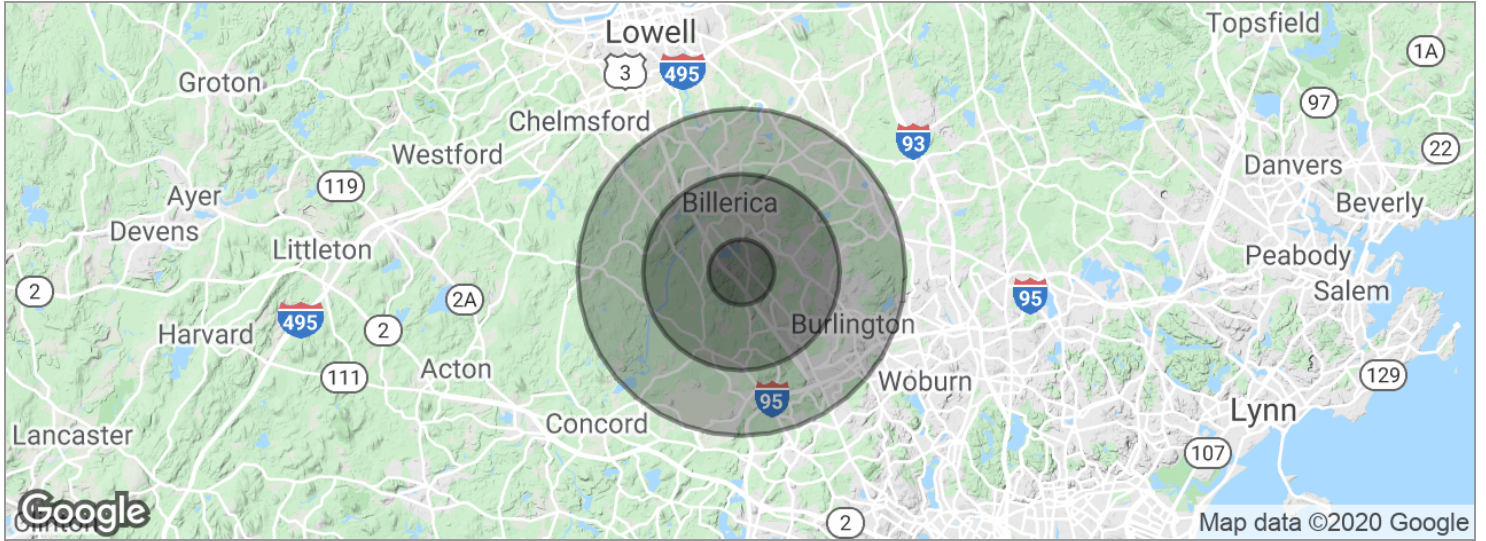 Topsfield
Lowell
1A
3
495
Groton
97
Chelmsford
93
22
Westford
Danvers
119
Ayer
Billerica
Beverly
Devens
Littleton
Peabody
2
Salem
2A
95
495
Harvard
2
Burlington
111
Acton
Woburn
129
95
Lynn
Concord
Lancaster
107
Google
Clinton
2
Map data ©2020 Google